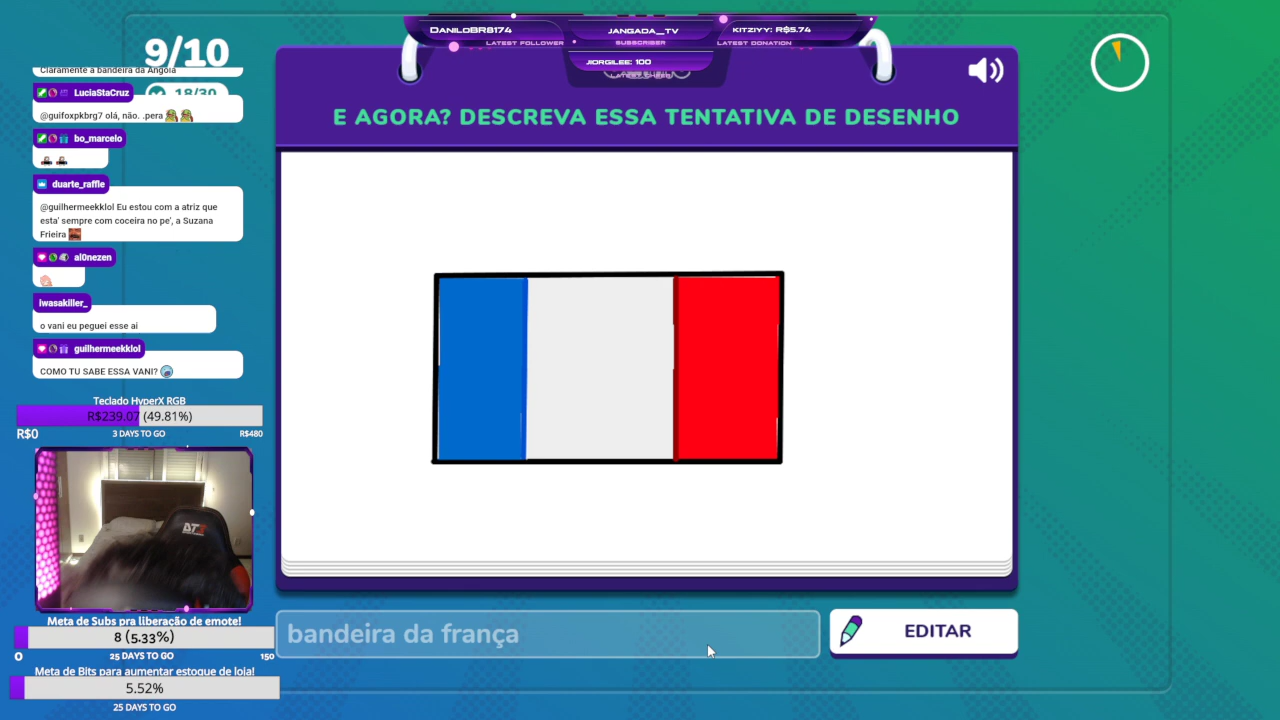 DANILOBR8174
LATEST FOLLOWER
JANGADA_TV
SUBSCRIBER
KITZIYY: R$5.74
LATEST DONATION
JIORGILEE: 100
9/10
Claramente a bandeira da Angola
18/30
LuciaStaCruz
@guifoxpkbrg7 olá, não. .pera
bo_marcelo
duarte_raffle
@guilhermeekklol Eu estou com a atriz que
esta' sempre com coceira no pe', a Suzana
Frieira
al0nezen
iwasakiller_
o vani eu peguei esse ai
guilhermeekklol
COMO TU SABE ESSA VANI?
Teclado HyperX RGB
R$239.07 (49.81%)
R$0
3 DAYS TO GO
R$480
DT3
Meta de Subs pra liberação de emote!
8 (5.33%)
0
25 DAYS TO GO
150
Meta de Bits para aumentar estoque de loja!
5.52%
25 DAYS TO GO
E AGORA? DESCREVA ESSA TENTATIVA DE DESENHO
bandeira da frança
EDITAR